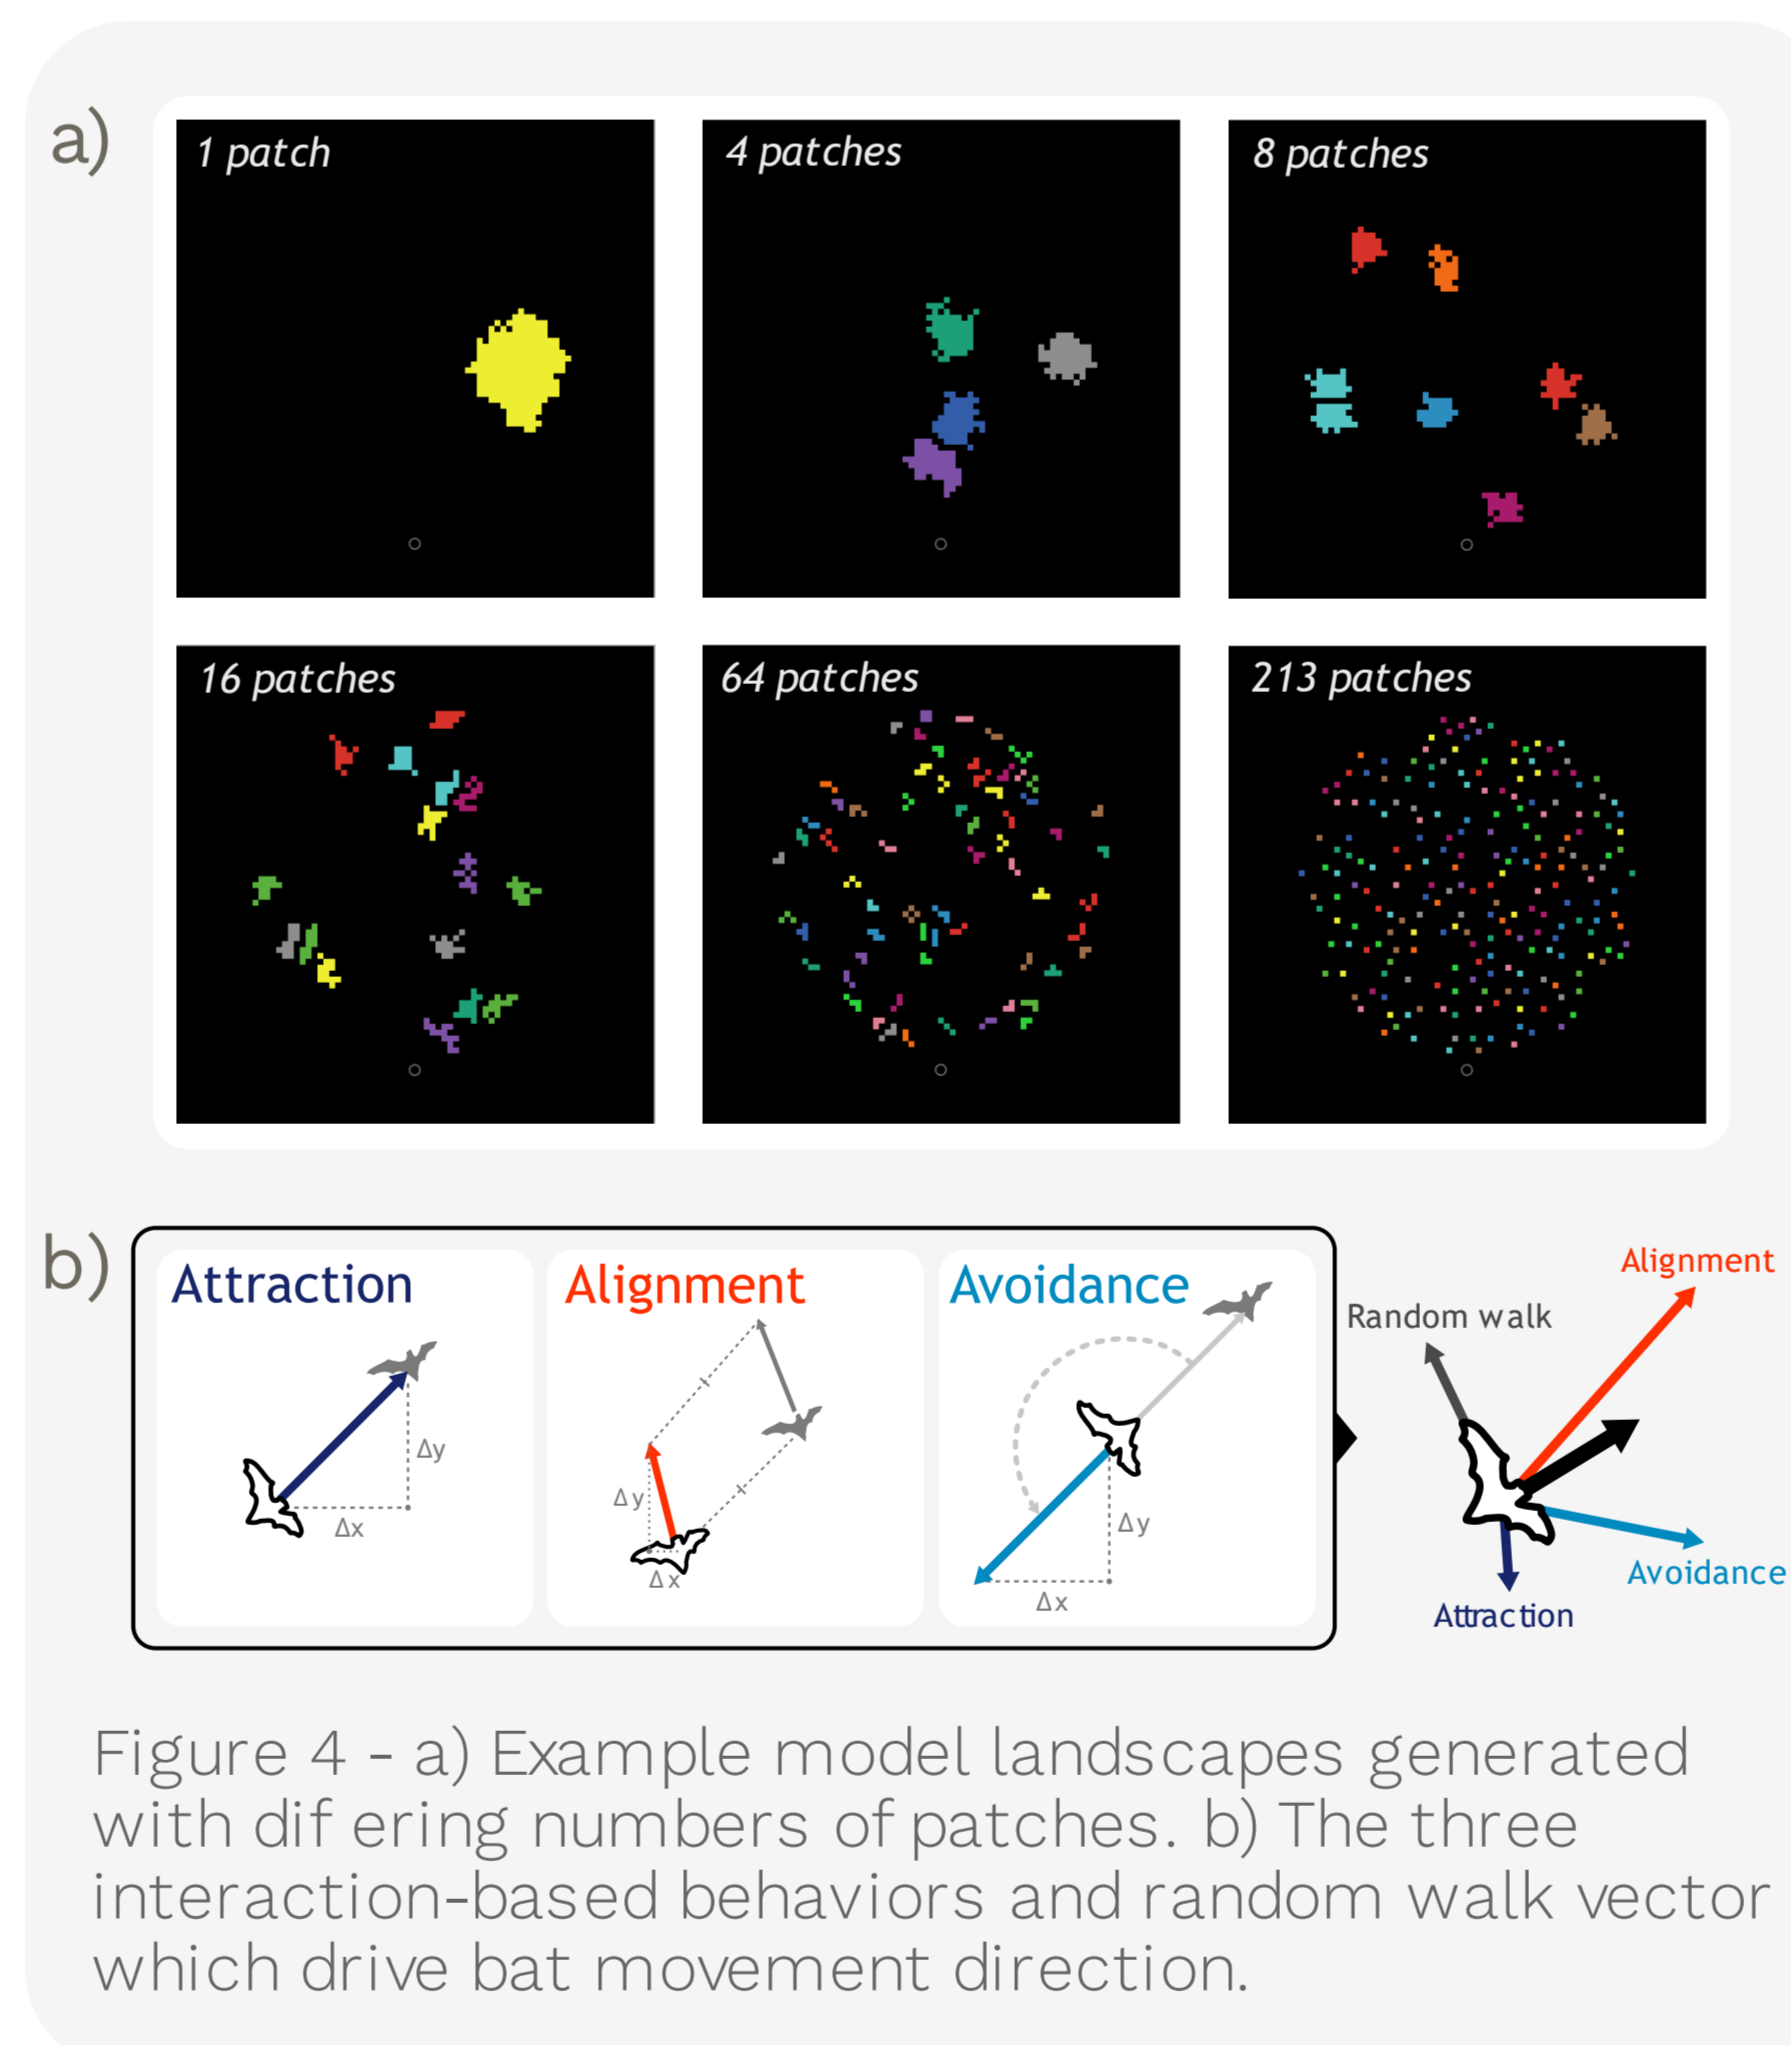 a)
1 patch
4 patches
8 patches
16 patches
64 patches
213 patches
b)
Attraction
Δy
Δx
Alignment
Δy
Δx
Avoidance
Δy
Δx
Alignment
Random walk
Avoidance
Attraction
Figure 4 - a) Example model landscapes generated
with dif ering numbers of patches. b) The three
interaction-based behaviors and random walk vector
which drive bat movement direction.